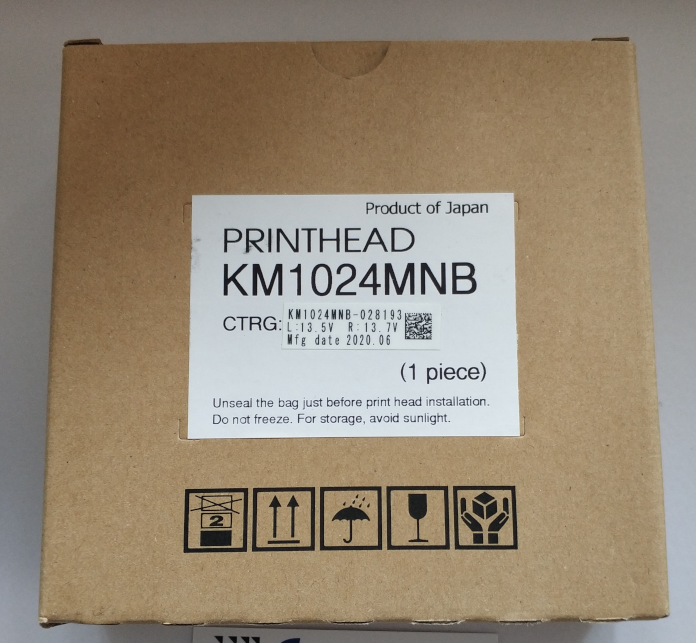 Product of Japan
PRINTHEAD
KM1024MNB
CTRG:
KM1024MNB-028193
L:13.5V R:13.7V
Mfg date 2020.06
(1 piece)
Unseal the bag just before print head installation.
Do not freeze. For storage, avoid sunlight.
2